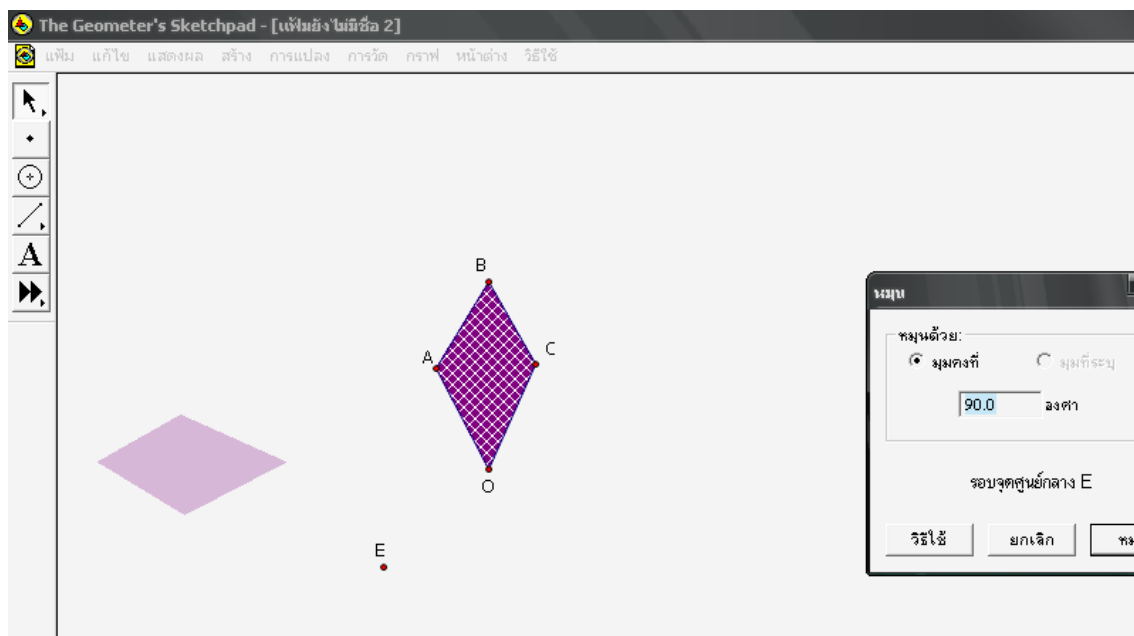 The Geometer's Sketchpad - [แฟ้มยังไม่มีชื่อ 2]
แฟ้ม แก้ไข แสดงผล สร้าง การแปลง การวัด กราฟ หน้าต่าง วิธีใช้
A
B
A
C
O
E
หมุน
หมุนด้วย:
มุมคงที่ มุมที่ระบุ
90.0 องศา
รอบจุดศูนย์กลาง E
วิธีใช้ ยกเลิก